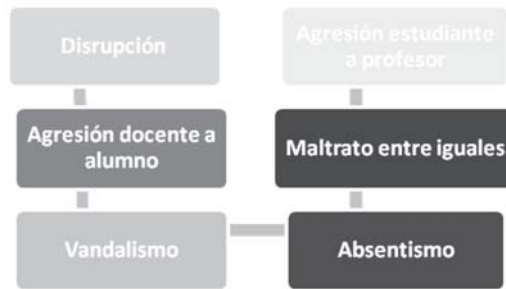 Disrupción
Agresión docente a
alumno
Vandalismo
Absentismo
Maltrato entre iguales
Agresión estudiante
a profesor